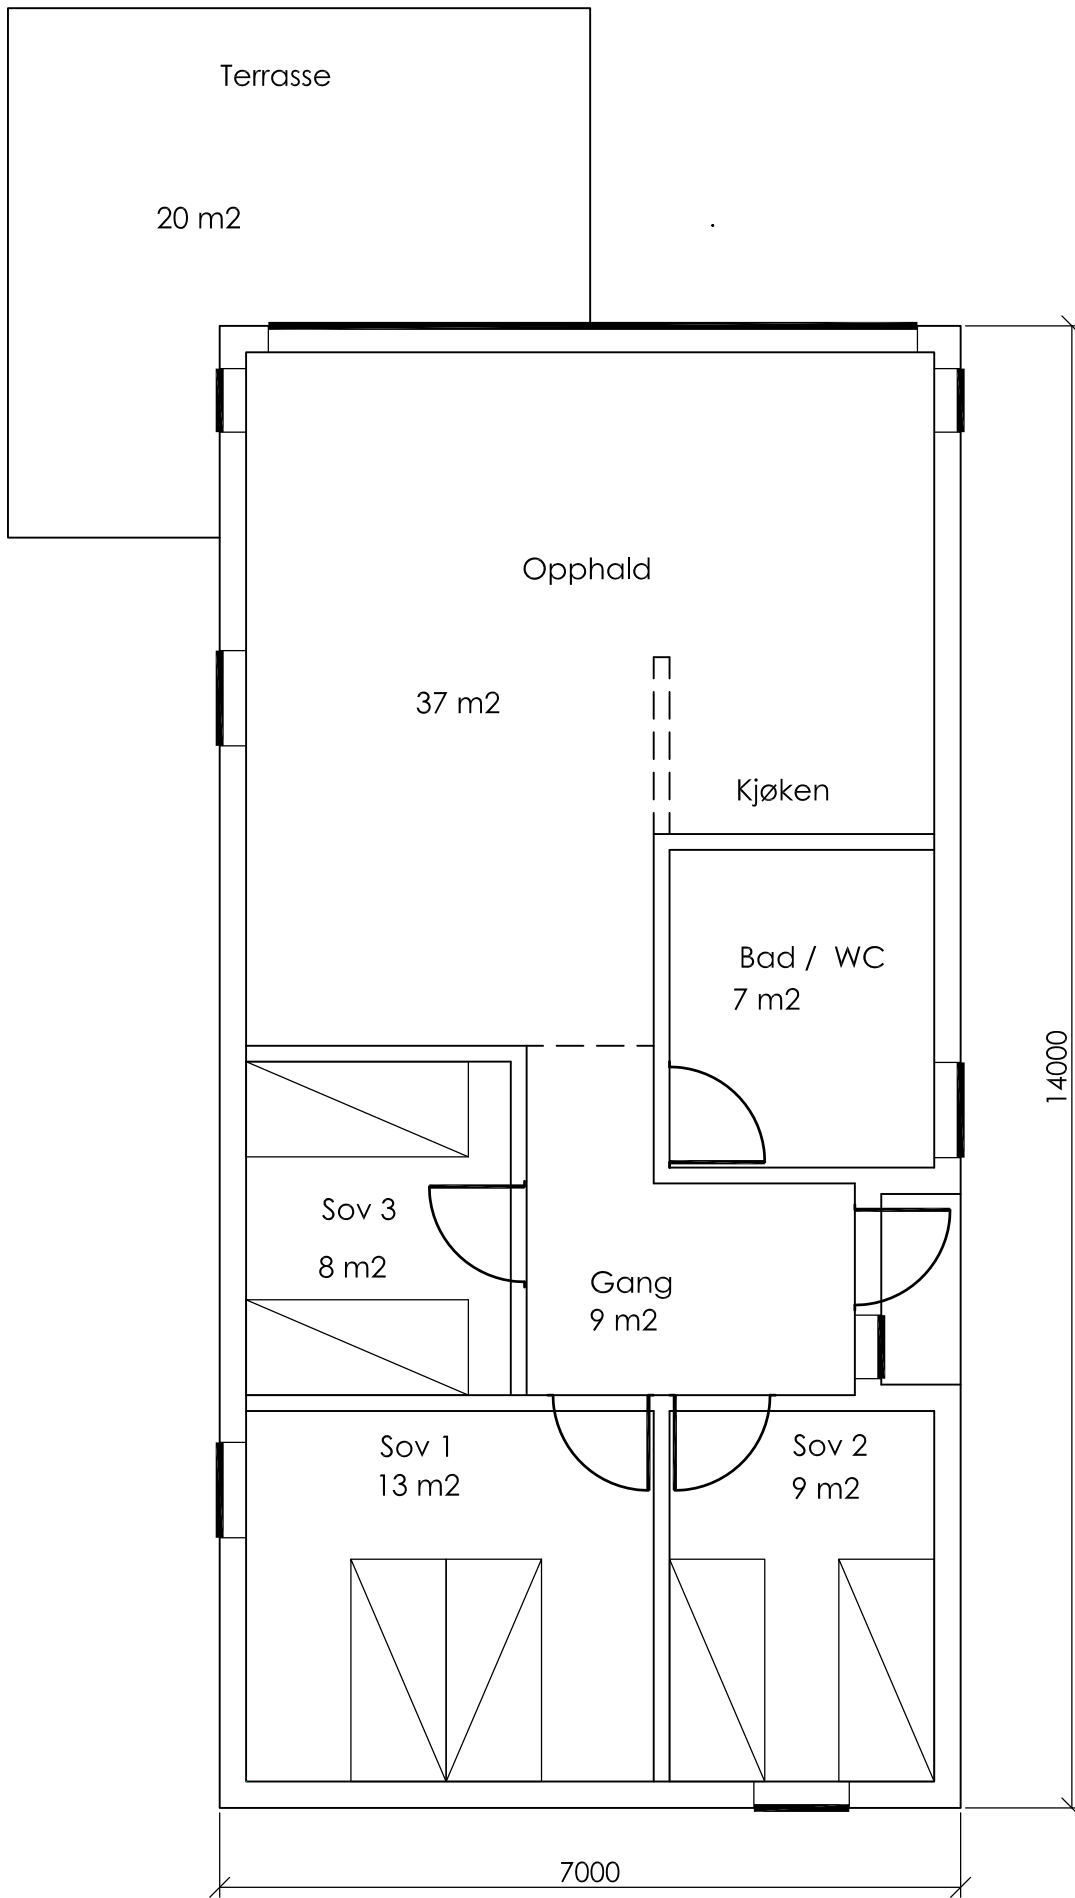 Terrasse
20 m2
Opphald
37 m2
Kjøken
Bad / WC
7 m2
14000
Sov 3
8 m2
Gang
9 m2
Sov 1
13 m2
Sov 2
9 m2
7000